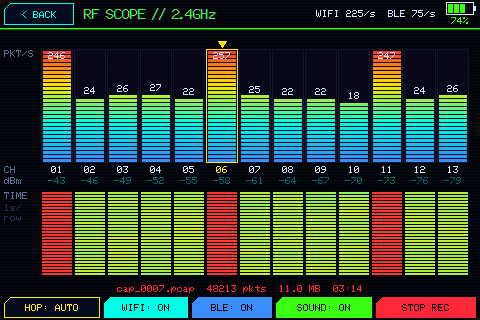 < BACK RF SCOPE // 2.4GHz WIFI 225/s BLE 75/s 74%
PKT/S 246 24 26 27 22 257 25 22 22 18 247 24 26
CH 01 02 03 04 05 06 07 08 09 10 11 12 13
dBm -43 -46 -49 -52 -55 -58 -61 -64 -67 -70 -73 -76 -79
TIME
1s/
row
cap_0007.pcap 48213 pkts 11.0 MB 03:14
HOP: AUTO WIFI: ON BLE: ON SOUND: ON STOP REC